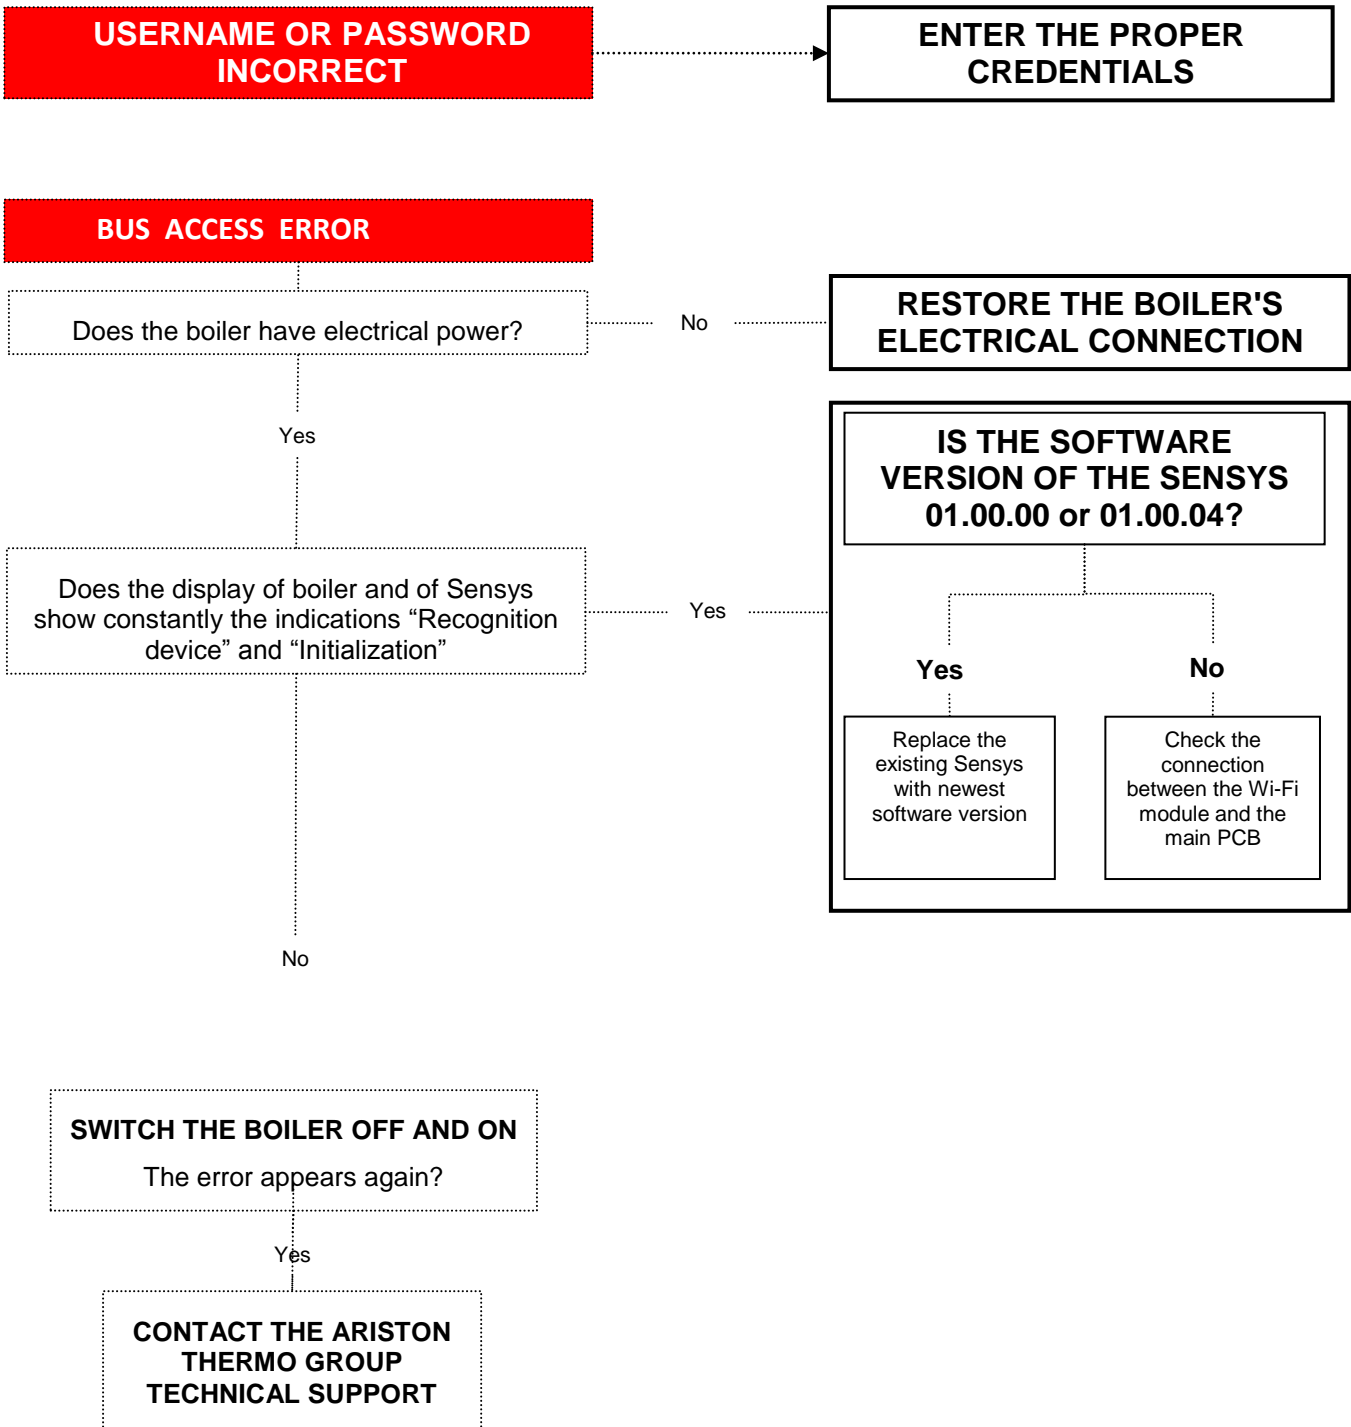 USERNAME OR PASSWORD
INCORRECT
ENTER THE PROPER
CREDENTIALS
BUS ACCESS ERROR
Does the boiler have electrical power?
No
RESTORE THE BOILER'S
ELECTRICAL CONNECTION
Yes
IS THE SOFTWARE
VERSION OF THE SENSYS
01.00.00 or 01.00.04?
Does the display of boiler and of Sensys
show constantly the indications “Recognition
device” and “Initialization”
Yes
Yes
No
Replace the
existing Sensys
with newest
software version
Check the
connection
between the Wi-Fi
module and the
main PCB
No
SWITCH THE BOILER OFF AND ON
The error appears again?
Yes
CONTACT THE ARISTON
THERMO GROUP
TECHNICAL SUPPORT